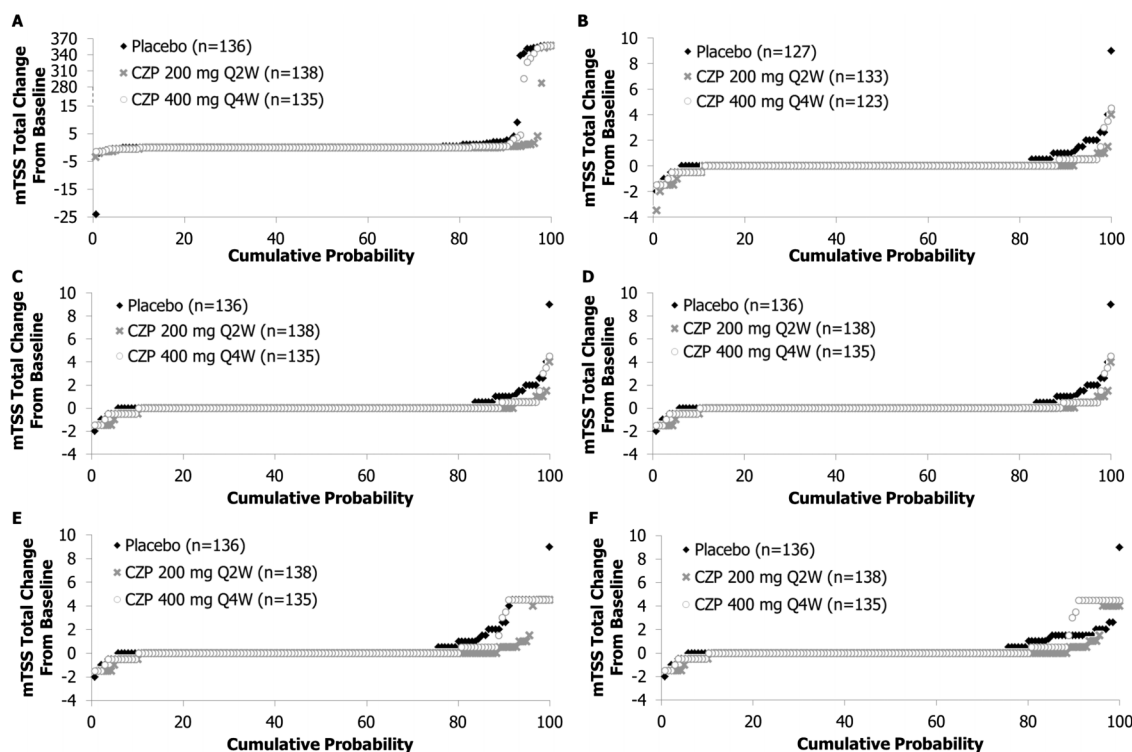 A
mTSS Total Change
From Baseline
370
340
310
280
15
5
-5
-15
-25
Placebo (n=136)
CZP 200 mg Q2W (n=138)
CZP 400 mg Q4W (n=135)
0 20 40 60 80 100
Cumulative Probability
B
mTSS Total Change
From Baseline
10
8
6
4
2
0
-2
-4
Placebo (n=127)
CZP 200 mg Q2W (n=133)
CZP 400 mg Q4W (n=123)
0 20 40 60 80 100
Cumulative Probability
C
mTSS Total Change
From Baseline
10
8
6
4
2
0
-2
-4
Placebo (n=136)
CZP 200 mg Q2W (n=138)
CZP 400 mg Q4W (n=135)
0 20 40 60 80 100
Cumulative Probability
D
mTSS Total Change
From Baseline
10
8
6
4
2
0
-2
-4
Placebo (n=136)
CZP 200 mg Q2W (n=138)
CZP 400 mg Q4W (n=135)
0 20 40 60 80 100
Cumulative Probability
E
mTSS Total Change
From Baseline
10
8
6
4
2
0
-2
-4
Placebo (n=136)
CZP 200 mg Q2W (n=138)
CZP 400 mg Q4W (n=135)
0 20 40 60 80 100
Cumulative Probability
F
mTSS Total Change
From Baseline
10
8
6
4
2
0
-2
-4
Placebo (n=136)
CZP 200 mg Q2W (n=138)
CZP 400 mg Q4W (n=135)
0 20 40 60 80 100
Cumulative Probability